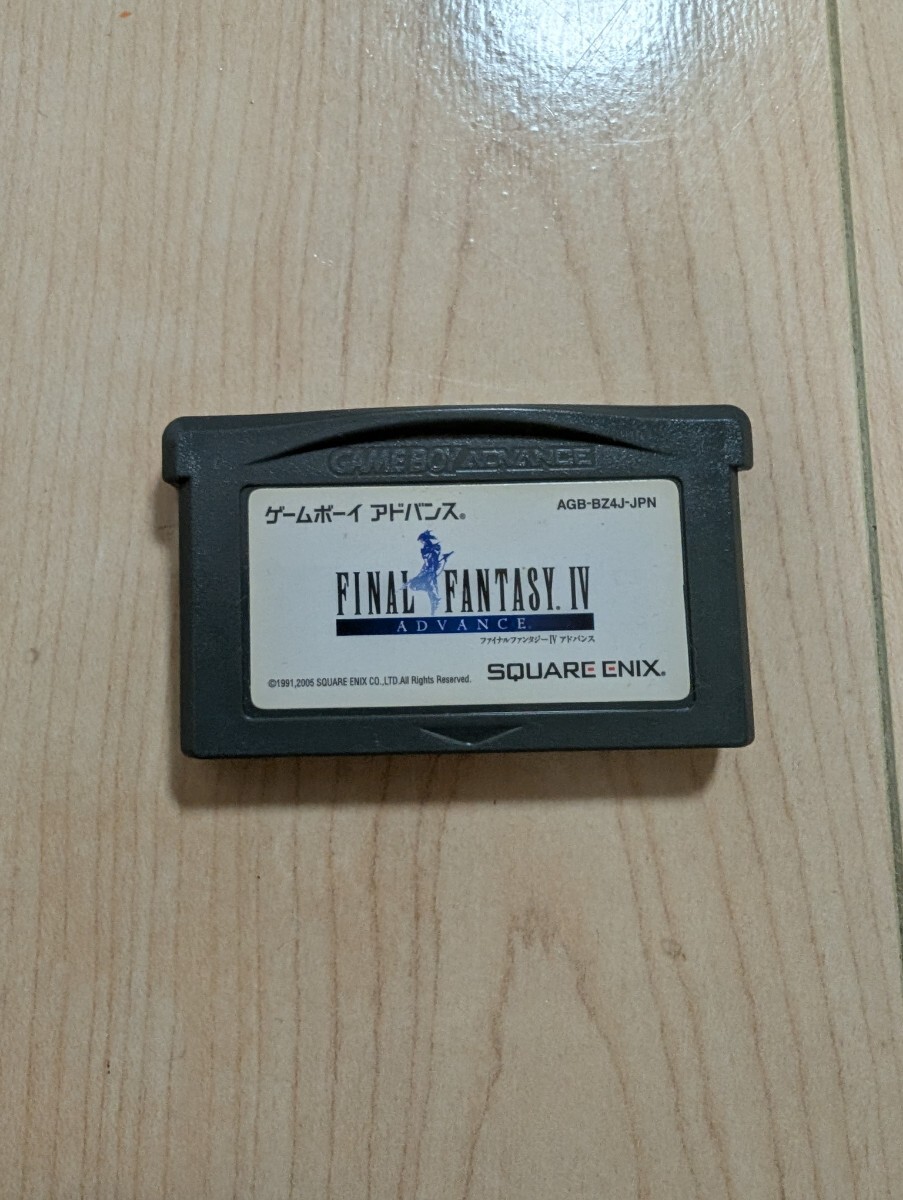 GAME BOY ADVANCE
ゲームボーイ アドバンス®
AGB-BZ4J-JPN
FINAL FANTASY® IV
ADVANCE
ファイナルファンタジーIV アドバンス
©1991,2005 SQUARE ENIX CO.,LTD.All Rights Reserved.
SQUARE ENIX®